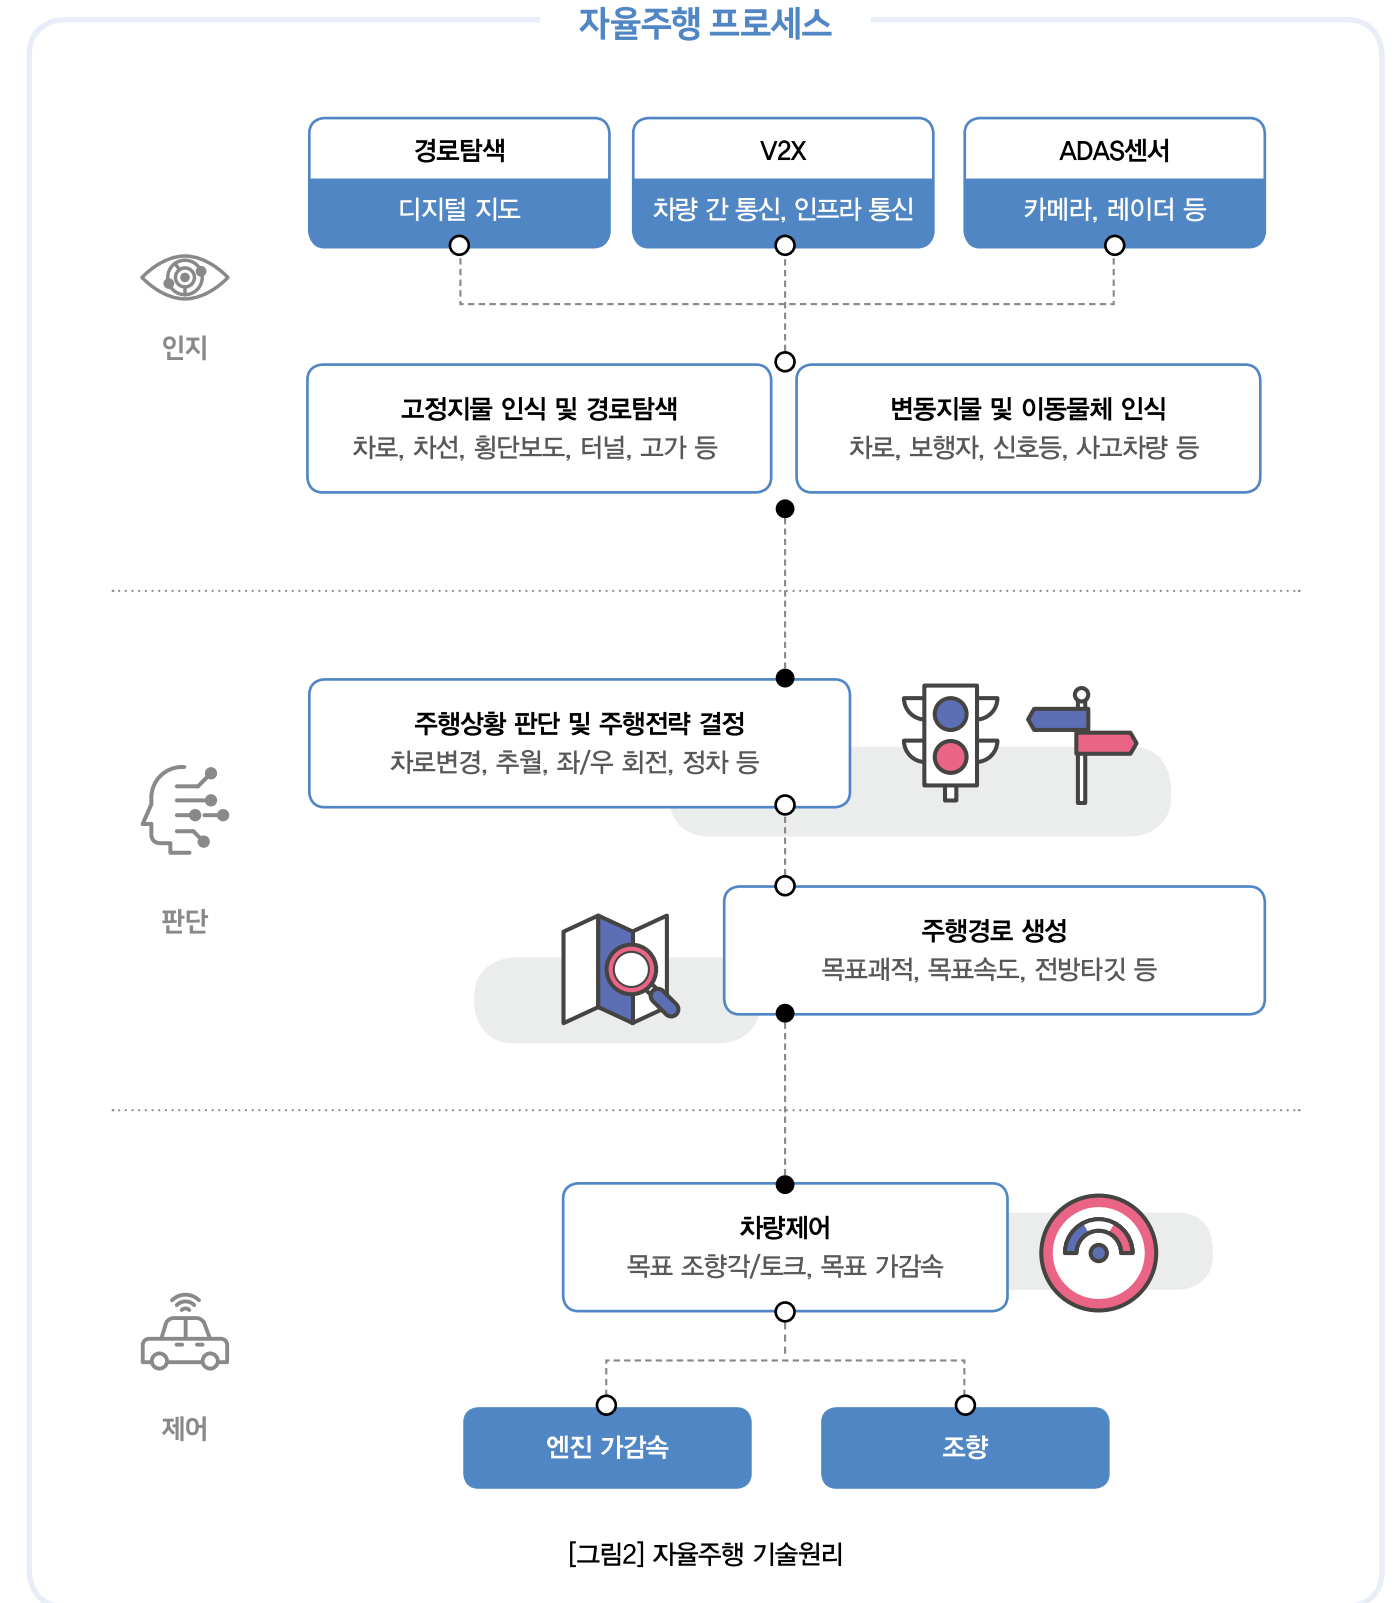 자율주행 프로세스
경로탐색
디지털 지도
V2X
차량 간 통신, 인프라 통신
ADAS센서
카메라, 레이더 등
인지
고정지물 인식 및 경로탐색
차로, 차선, 횡단보도, 터널, 고가 등
변동지물 및 이동물체 인식
차로, 보행자, 신호등, 사고차량 등
주행상황 판단 및 주행전략 결정
차로변경, 추월, 좌/우 회전, 정차 등
판단
주행경로 생성
목표괘적, 목표속도, 전방타깃 등
차량제어
목표 조향각/토크, 목표 가감속
제어
엔진 가감속
조향
[그림2] 자율주행 기술원리